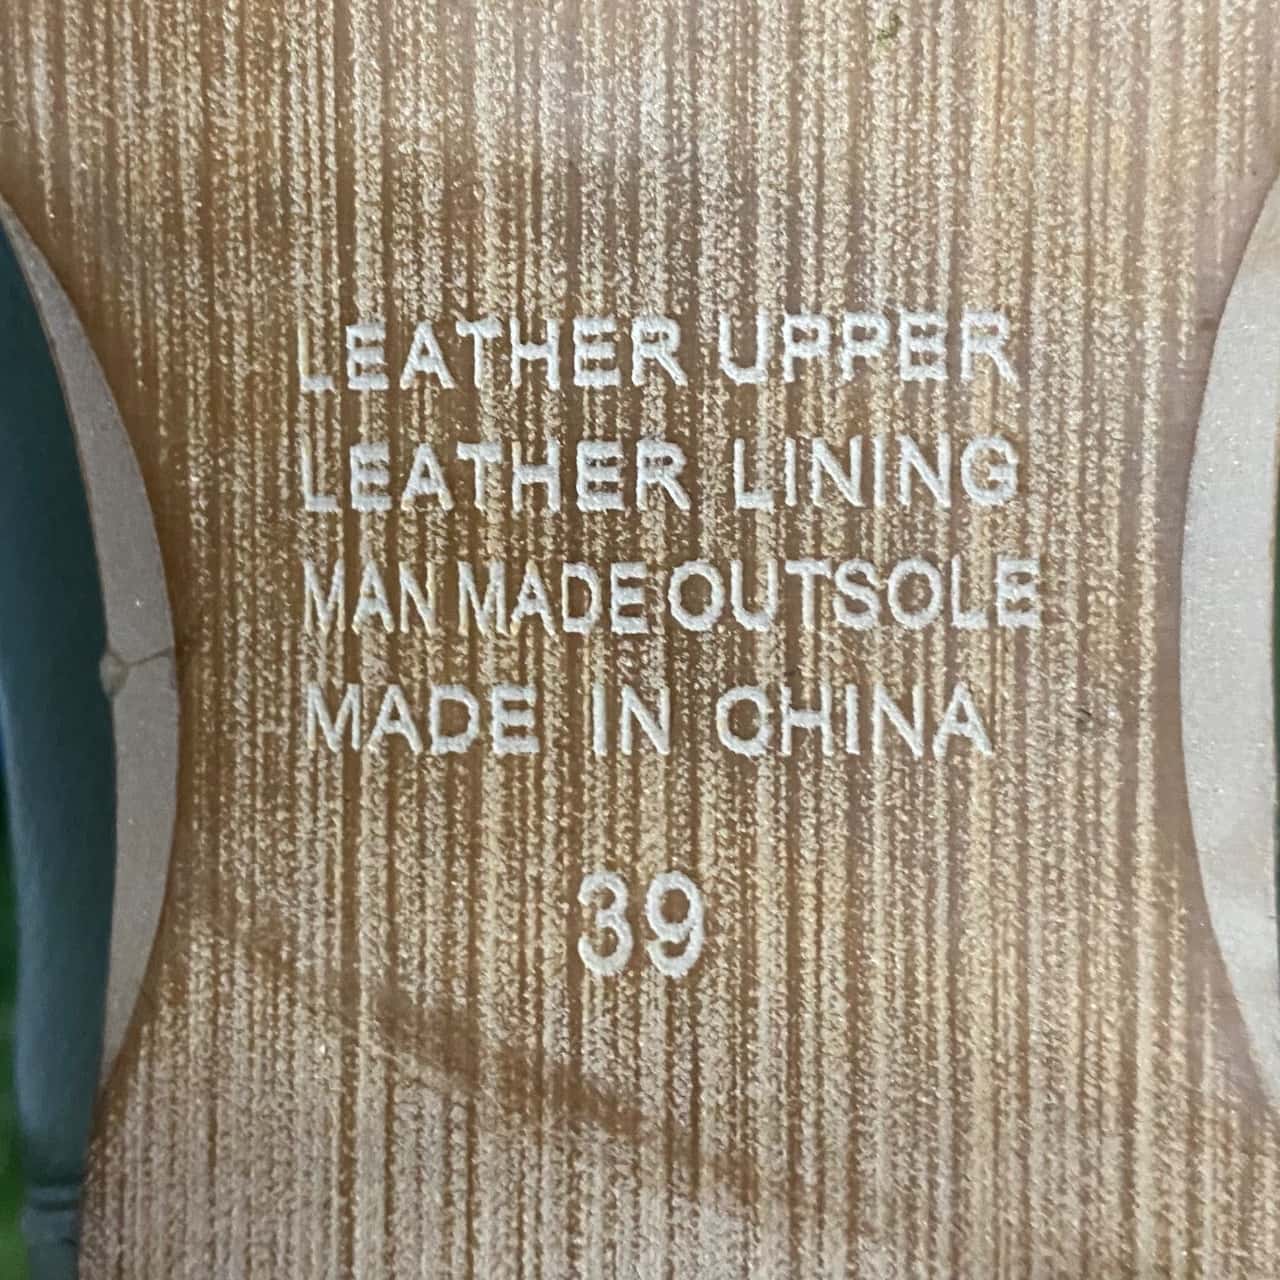 LEATHER UPPER
LEATHER LINING
MAN MADE OUTSOLE
MADE IN CHINA
39